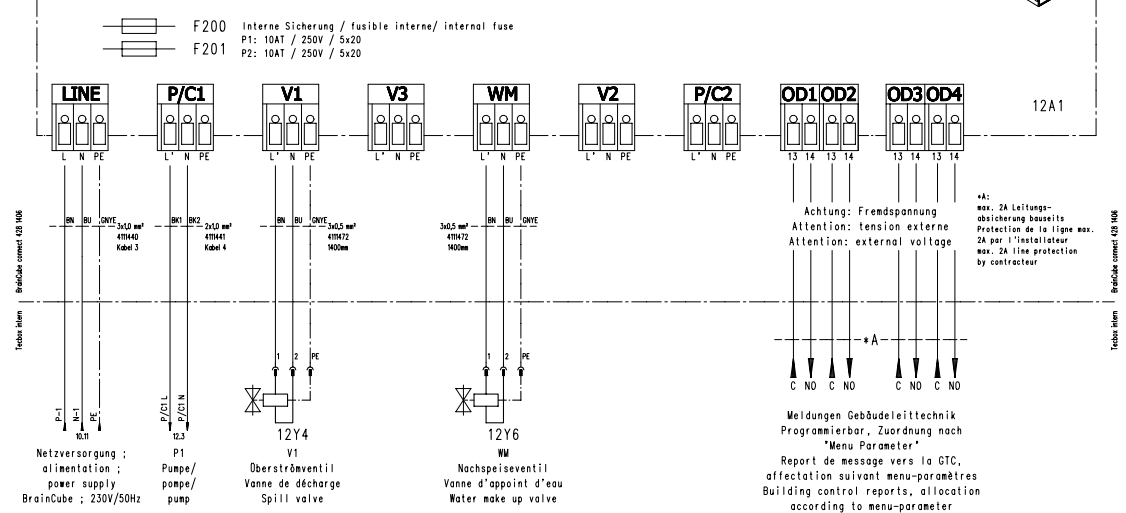 F200 Interne Sicherung / fusible interne/ internal fuse
F201 P1: 10AT / 250V / 5x20
P2: 10AT / 250V / 5x20
LINE P/C1 V1 V3 WM V2 P/C2 OD1 OD2 OD3 OD4
12A1
L N PE L' N PE L' N PE L' N PE L' N PE L' N PE L' N PE 13 14 13 14 13 14 13 14
BN BU GNYE BK1 BK2 BN BU GNYE BN BU GNYE
3x1,0 mm²
4111440
Kabel 3
2x1,0 mm²
4111441
Kabel 4
3x0,5 mm²
4111472
1400mm
3x0,5 mm²
4111472
1400mm
Achtung: Fremdspannung
Attention: tension externe
Attention: external voltage
*A:
max. 2A Leitungs-
absicherung bauseits
Protection de la ligne max.
2A par l'installateur
max. 2A line protection
by contracteur
BrainCube connect 428 1406
BrainCube connect 428 1406
Tecbox intern
Tecbox intern
1 2 PE 1 2 PE
*A
C NO C NO C NO C NO
P-1 N-1 PE P/C1 L P/C1 N
10.11 12.3
12Y4 12Y6
Netzversorgung ;
alimentation ;
power supply
BrainCube ; 230V/50Hz
P1
Pumpe/
pompe/
pump
V1
Überströmventil
Vanne de décharge
Spill valve
WM
Nachspeiseventil
Vanne d'appoint d'eau
Water make up valve
Meldungen Gebäudeleittechnik
Programmierbar, Zuordnung nach
"Menu Parameter"
Report de message vers la GTC,
affectation suivant menu-paramètres
Building control reports, allocation
according to menu-parameter